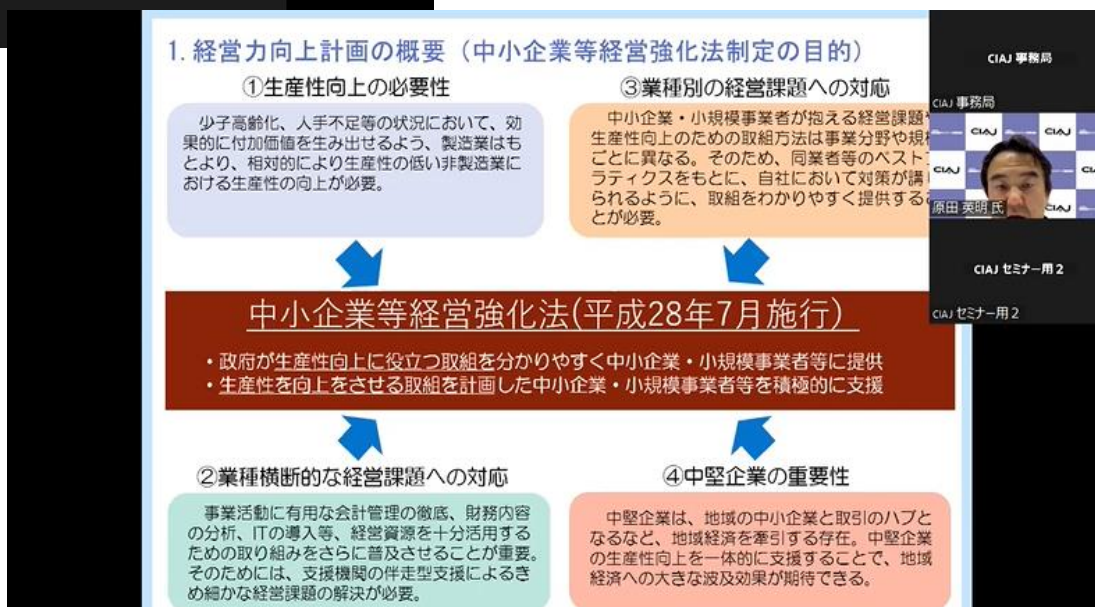 1. 経営力向上計画の概要（中小企業等経営強化法制定の目的）
①生産性向上の必要性
少子高齢化、人手不足等の状況において、効
果的に付加価値を生み出せるよう、製造業はも
とより、相対的により生産性の低い非製造業に
おける生産性の向上が必要。
③業種別の経営課題への対応
中小企業・小規模事業者が抱える経営課題
生産性向上のための取組方法は事業分野や規
ごとに異なる。そのため、同業者等のベスト
ラティクスをもとに、自社において対策が講
られるように、取組をわかりやすく提供する
とが必要。
中小企業等経営強化法(平成28年7月施行)
・政府が生産性向上に役立つ取組を分かりやすく中小企業・小規模事業者等に提供
・生産性を向上をさせる取組を計画した中小企業・小規模事業者等を積極的に支援
②業種横断的な経営課題への対応
事業活動に有用な会計管理の徹底、財務内容
の分析、ITの導入等、経営資源を十分活用する
ための取り組みをさらに普及させることが重要。
そのためには、支援機関の伴走型支援によるき
め細かな経営課題の解決が必要。
④中堅企業の重要性
中堅企業は、地域の中小企業と取引のハブと
なるなど、地域経済を牽引する存在。中堅企業
の生産性向上を一体的に支援することで、地域
経済への大きな波及効果が期待できる。
CIAJ 事務局
CIAJ 事務局
CIAJ CIAJ
CIAJ
原田 英明 氏
CIAJ
CIAJ セミナー用2
CIAJ セミナー用2